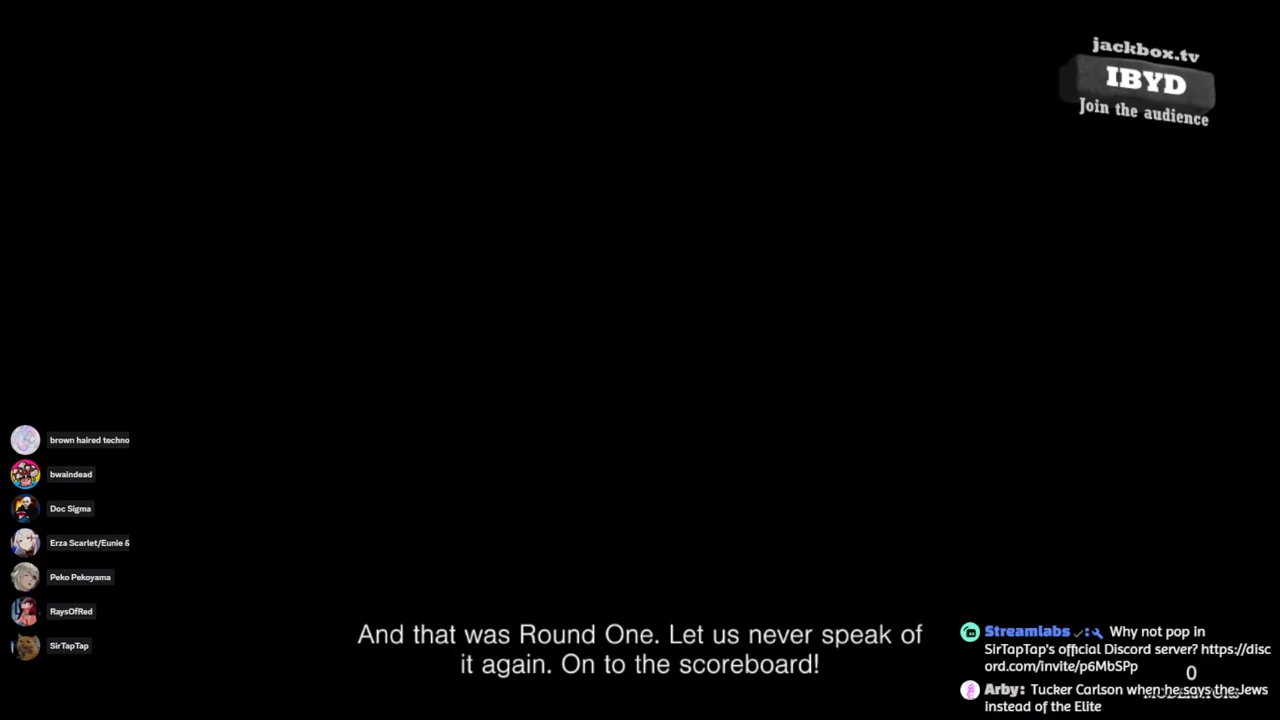 jackbox.tv
IBYD
Join the audience
brown haired techno
bwaindead
Doc Sigma
Erza Scarlet/Eunie &
Peko Pekoyama
RaysOfRed
SirTapTap
And that was Round One. Let us never speak of
it again. On to the scoreboard!
Streamlabs : Why not pop in
SirTapTap's official Discord server? https://disc
ord.com/invite/p6MbSPp
0
Arby: Tucker Carlson when he says the Jews
instead of the Elite